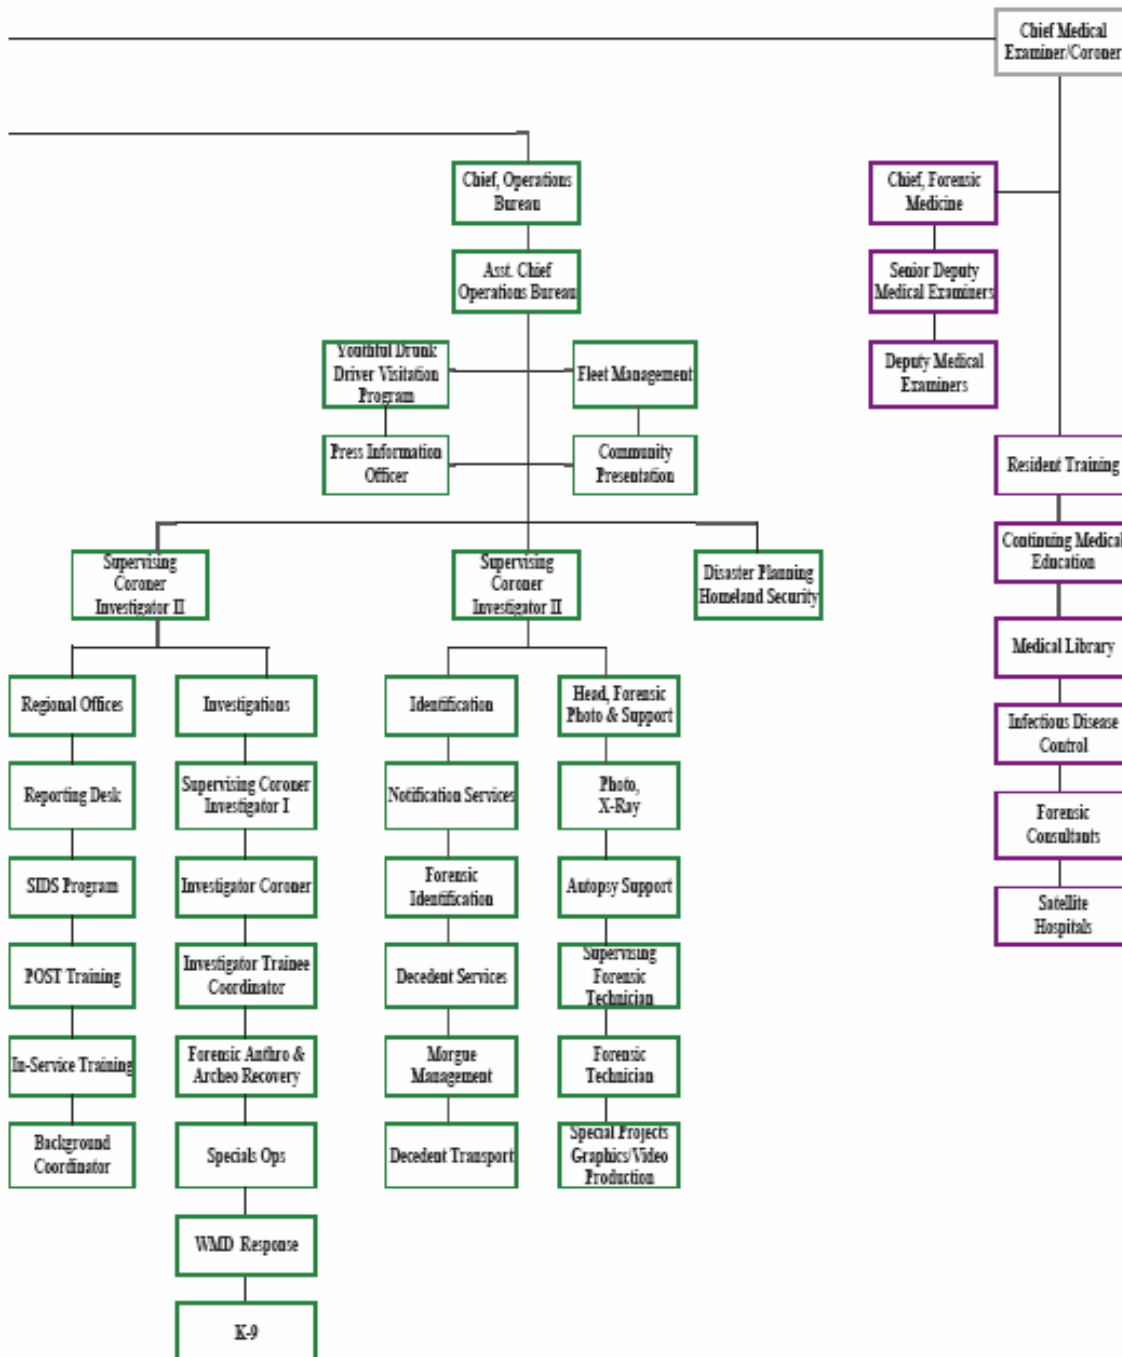 Chief Medical
Examiner/Coroner
Chief, Operations
Bureau
Chief, Forensic
Medicine
Asst. Chief
Operations Bureau
Senior Deputy
Medical Examiners
Youthful Drunk
Driver Visitation
Program
Fleet Management
Deputy Medical
Examiners
Press Information
Officer
Community
Presentation
Resident Training
Continuing Medical
Education
Supervising
Coroner
Investigator II
Supervising
Coroner
Investigator II
Disaster Planning
Homeland Security
Medical Library
Regional Offices
Investigations
Identification
Head, Forensic
Photo & Support
Infectious Disease
Control
Reporting Desk
Supervising Coroner
Investigator I
Notification Services
Photo,
X-Ray
Forensic
Consultants
SIDS Program
Investigator Coroner
Forensic
Identification
Autopsy Support
Satellite
Hospitals
POST Training
Investigator Trainee
Coordinator
Decedent Services
Supervising
Forensic
Technician
In-Service Training
Forensic Anthro &
Archeo Recovery
Morgue
Management
Forensic
Technician
Background
Coordinator
Specials Ops
Decedent Transport
Special Projects
Graphics/Video
Production
WMD Response
K-9